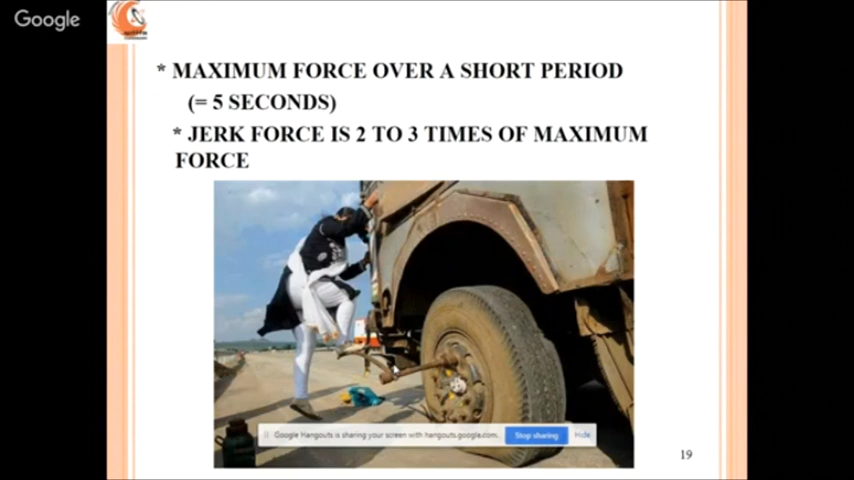 Google
* MAXIMUM FORCE OVER A SHORT PERIOD
(= 5 SECONDS)
* JERK FORCE IS 2 TO 3 TIMES OF MAXIMUM
FORCE
Google Hangouts is sharing your screen with hangouts.google.com.
Stop sharing
Hide
19